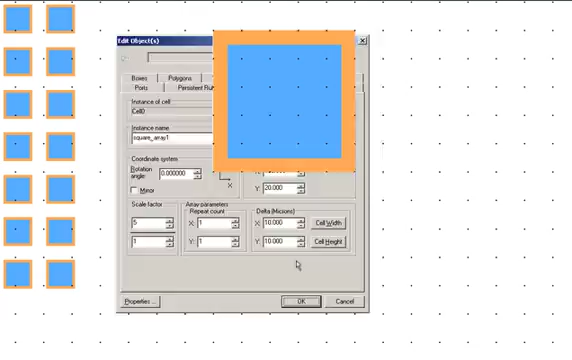 Edit Object(s)
Boxes Polygons
Ports
Instance of cell
Cell0
Instance name
square_array1
Coordinate system
Rotation angle: 0.000000
X
Y: 20.000
Mirror
Scale factor Array parameters
Repeat count Delta (Microns)
5 X: 1 X: 10.000 Cell Width
1 Y: 1 Y: 10.000 Cell Height
Properties ... OK Cancel